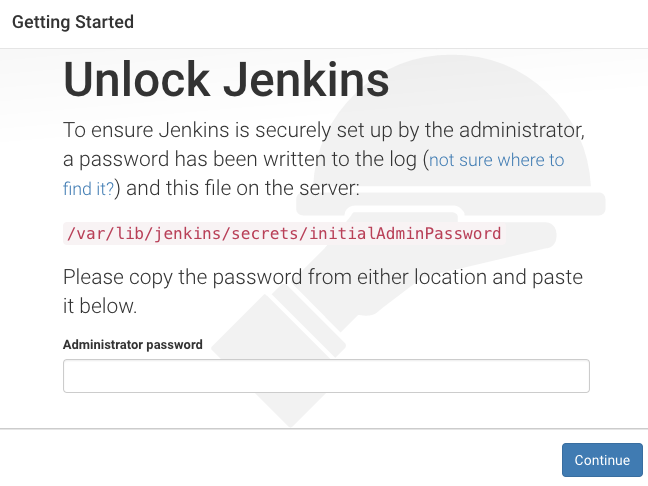 Getting Started
Unlock Jenkins
To ensure Jenkins is securely set up by the administrator,
a password has been written to the log (not sure where to
find it?) and this file on the server:
/var/lib/jenkins/secrets/initialAdminPassword
Please copy the password from either location and paste
it below.
Administrator password
Continue